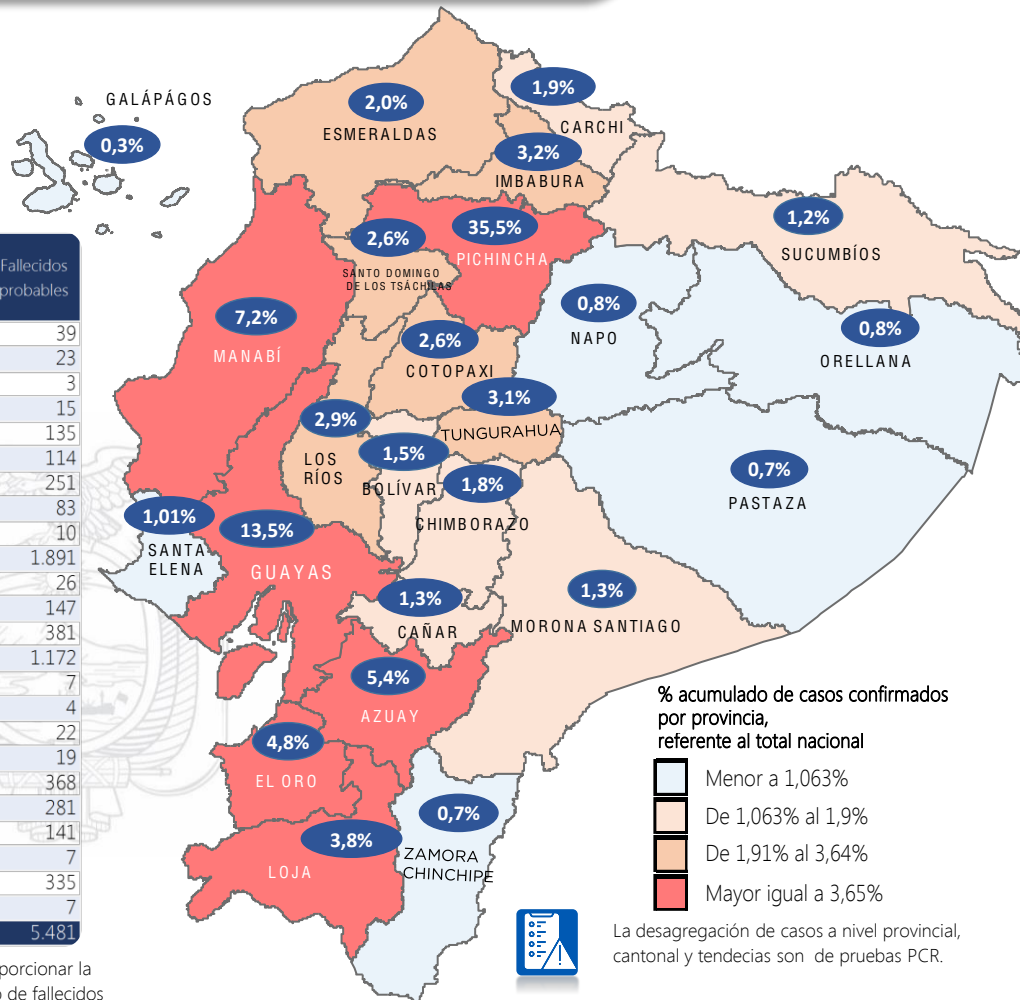 GALÁPÁGOS
0,3%
2,0%
ESMERALDAS
1,9%
CARCHI
3,2%
IMBABURA
1,2%
SUCUMBÍOS
35,5%
PICHINCHA
2,6%
SANTO DOMINGO
DE LOS TSÁCHILAS
7,2%
MANABÍ
0,8%
NAPO
0,8%
ORELLANA
2,6%
COTOPAXI
3,1%
TUNGURAHUA
2,9%
LOS
RÍOS
1,5%
BOLÍVAR
1,8%
CHIMBORAZO
0,7%
PASTAZA
1,01%
SANTA
ELENA
13,5%
GUAYAS
1,3%
CAÑAR
1,3%
MORONA SANTIAGO
5,4%
AZUAY
4,8%
EL ORO
3,8%
LOJA
0,7%
ZAMORA
CHINCHIPE
Fallecidos
probables
39
23
3
15
135
114
251
83
10
1.891
26
147
381
1.172
7
4
22
19
368
281
141
7
335
7
5.481
porcionar la
o de fallecidos
% acumulado de casos confirmados
por provincia,
referente al total nacional
Menor a 1,063%
De 1,063% al 1,9%
De 1,91% al 3,64%
Mayor igual a 3,65%
La desagregación de casos a nivel provincial,
cantonal y tendecias son de pruebas PCR.